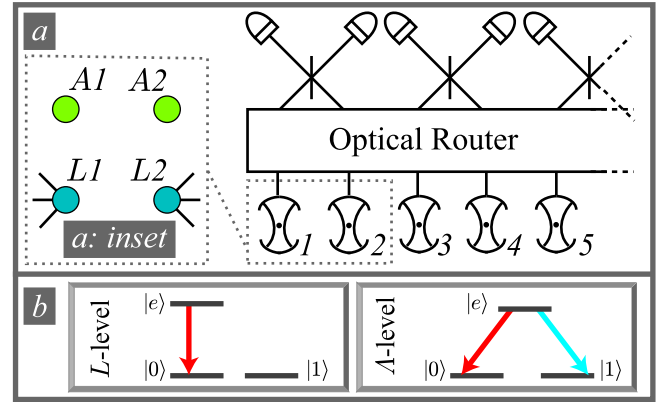 a
A1 A2
L1 L2
a: inset
Optical Router
1 2 3 4 5
b
L-level
|e⟩
|0⟩ |1⟩
Λ-level
|e⟩
|0⟩ |1⟩